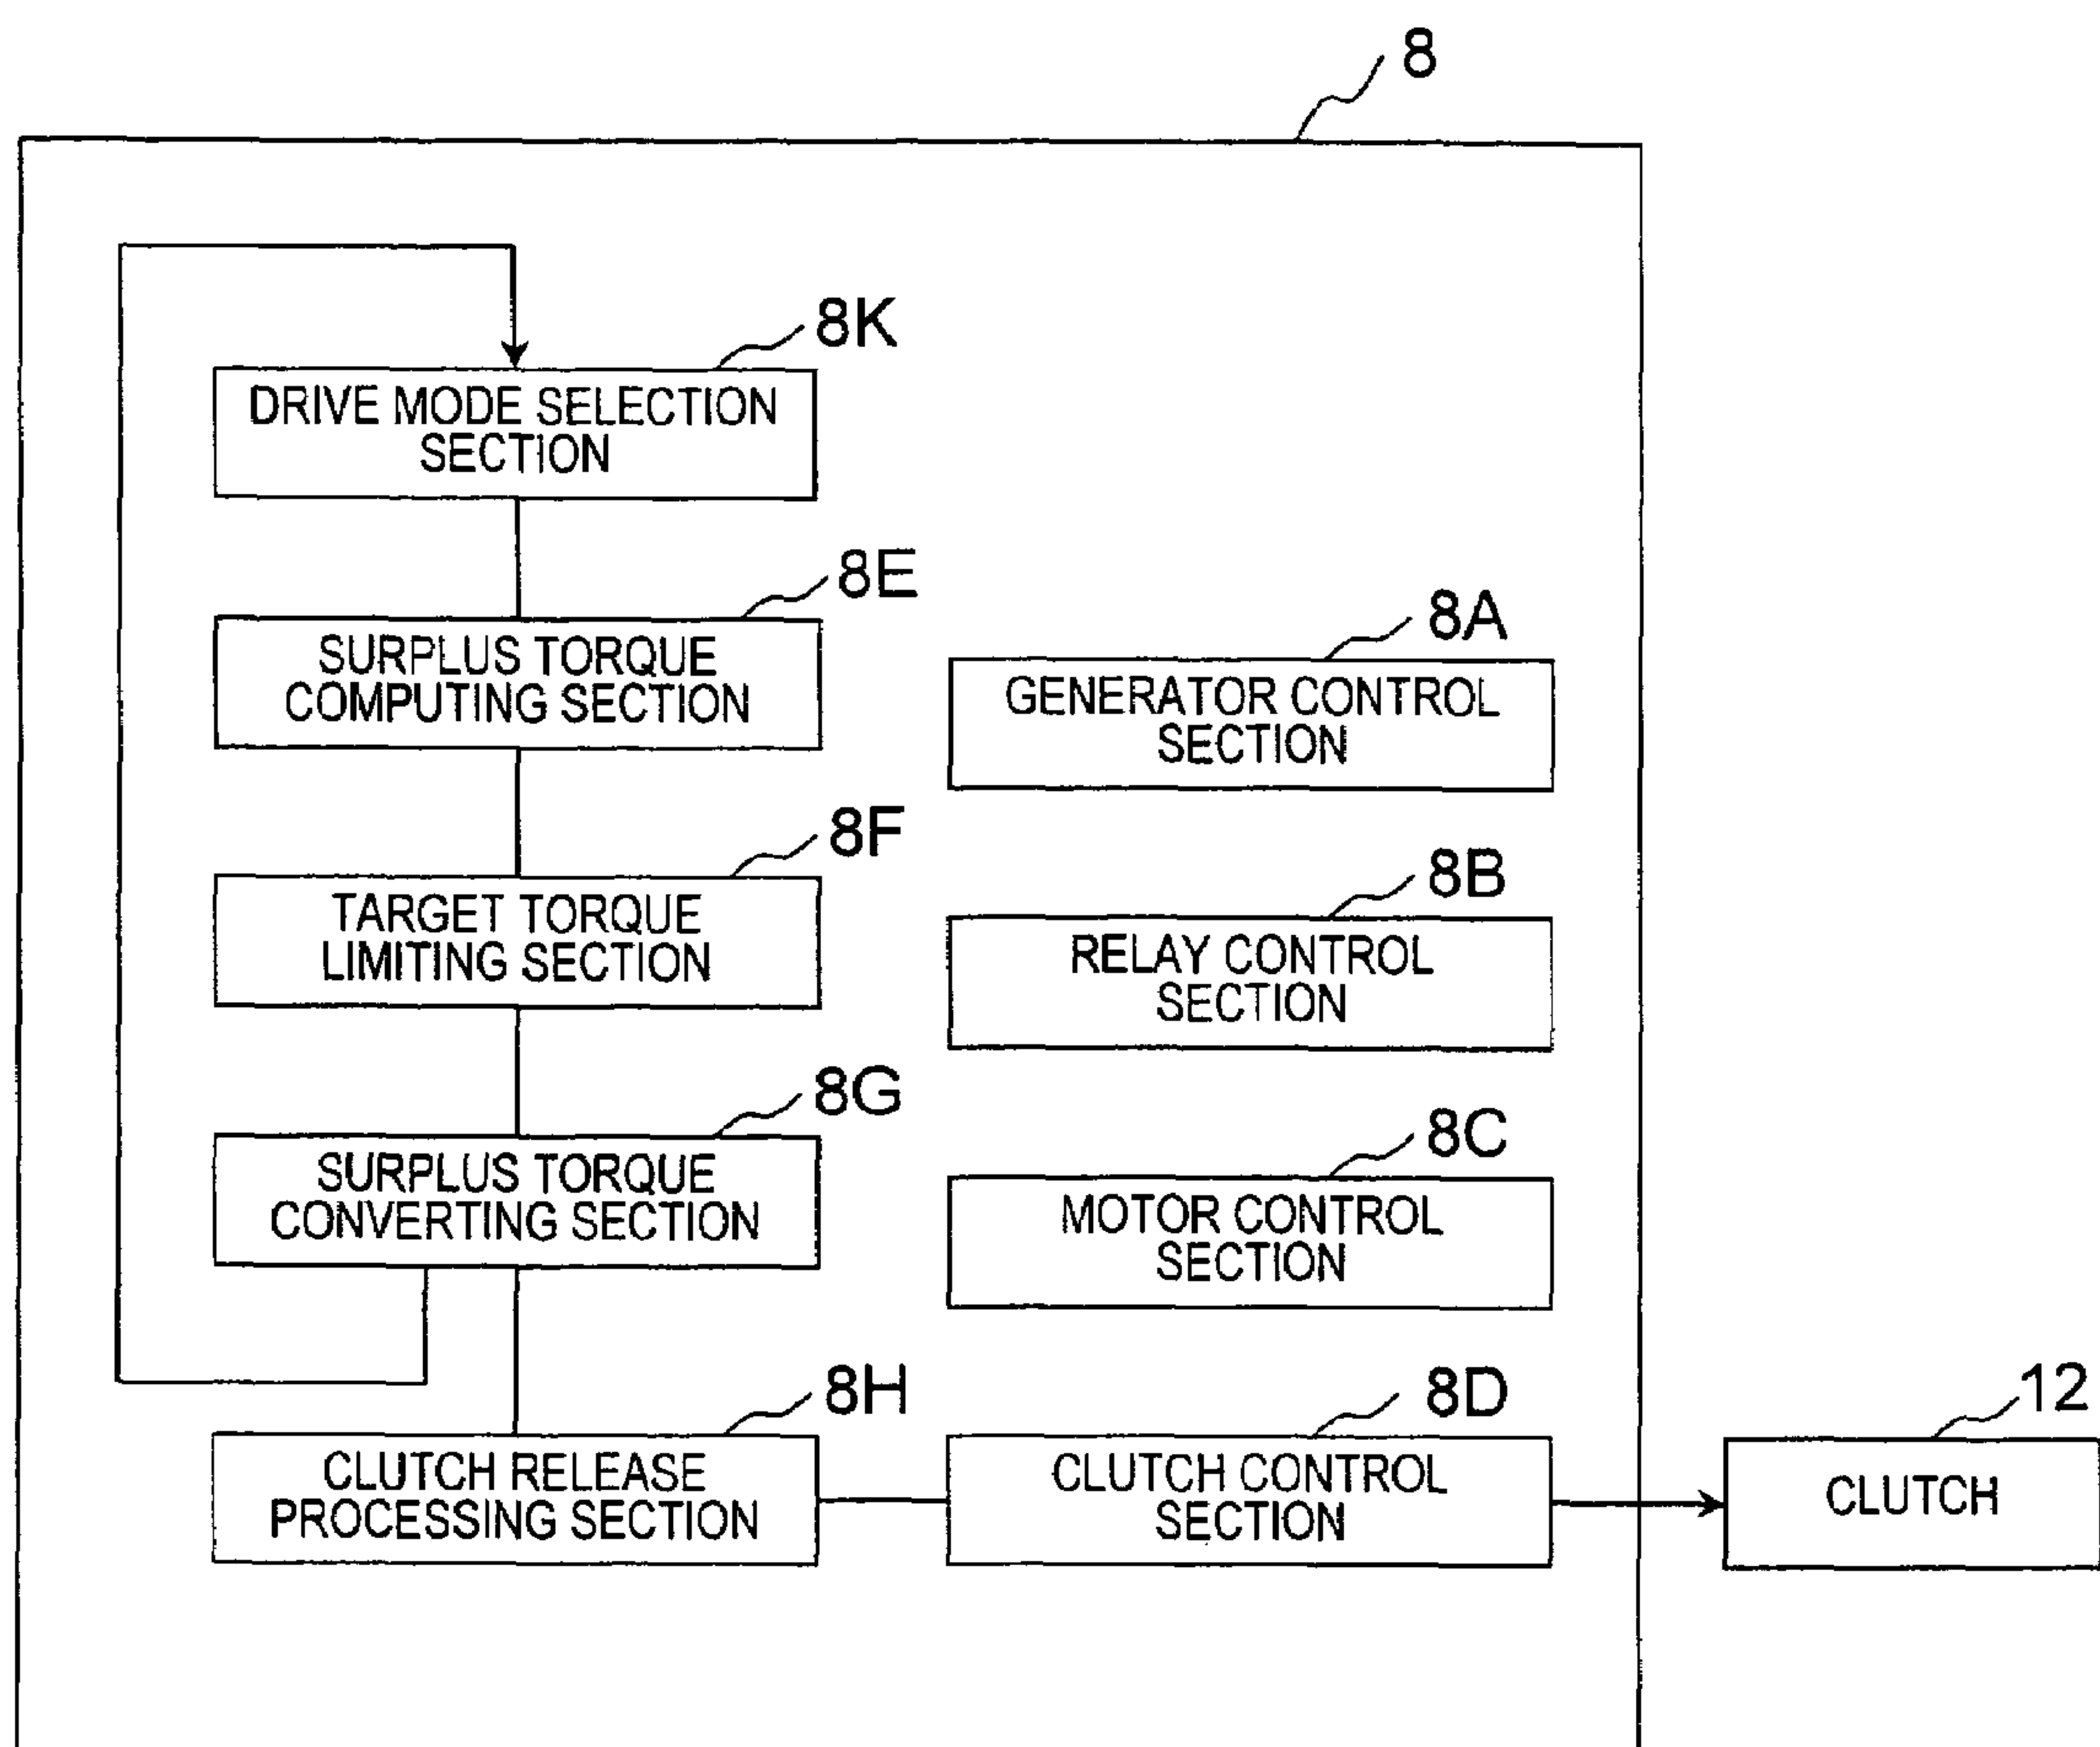 8
8K
DRIVE MODE SELECTION
SECTION
8E
SURPLUS TORQUE
COMPUTING SECTION
8A
GENERATOR CONTROL
SECTION
8F
TARGET TORQUE
LIMITING SECTION
8B
RELAY CONTROL
SECTION
8G
SURPLUS TORQUE
CONVERTING SECTION
8C
MOTOR CONTROL
SECTION
8H
CLUTCH RELEASE
PROCESSING SECTION
8D
CLUTCH CONTROL
SECTION
12
CLUTCH